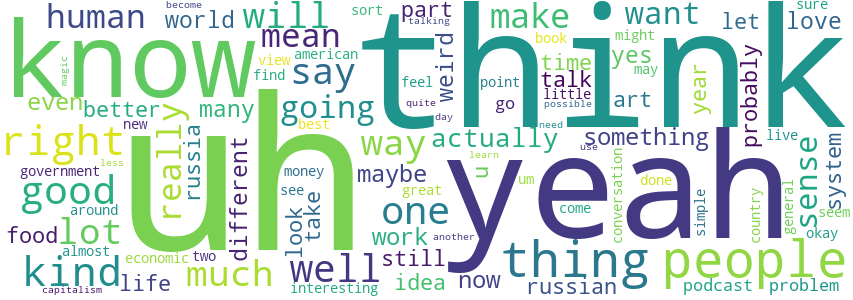 become
sort
part
talking
make
want
let
sure
love
human
will
world
know
think
mean
american
book
might
time
yes
may
view
find
say
magic
weird
feel
point
talk
little
art
year
probably
quite
go
possible
even
better
many
going
day
need
new
best
right
really
russia
uh
way
actually
something
live
less
different
yeah
use
learn
government
good
money
maybe
u
um
done
conversation
simple
country
general
sense
system
around
see
great
look
take
one
come
seem
food
lot
work
another
okay
almost
economic
two
well
still
thing
people
kind
much
idea
now
russian
podcast
problem
capitalism
life
interesting